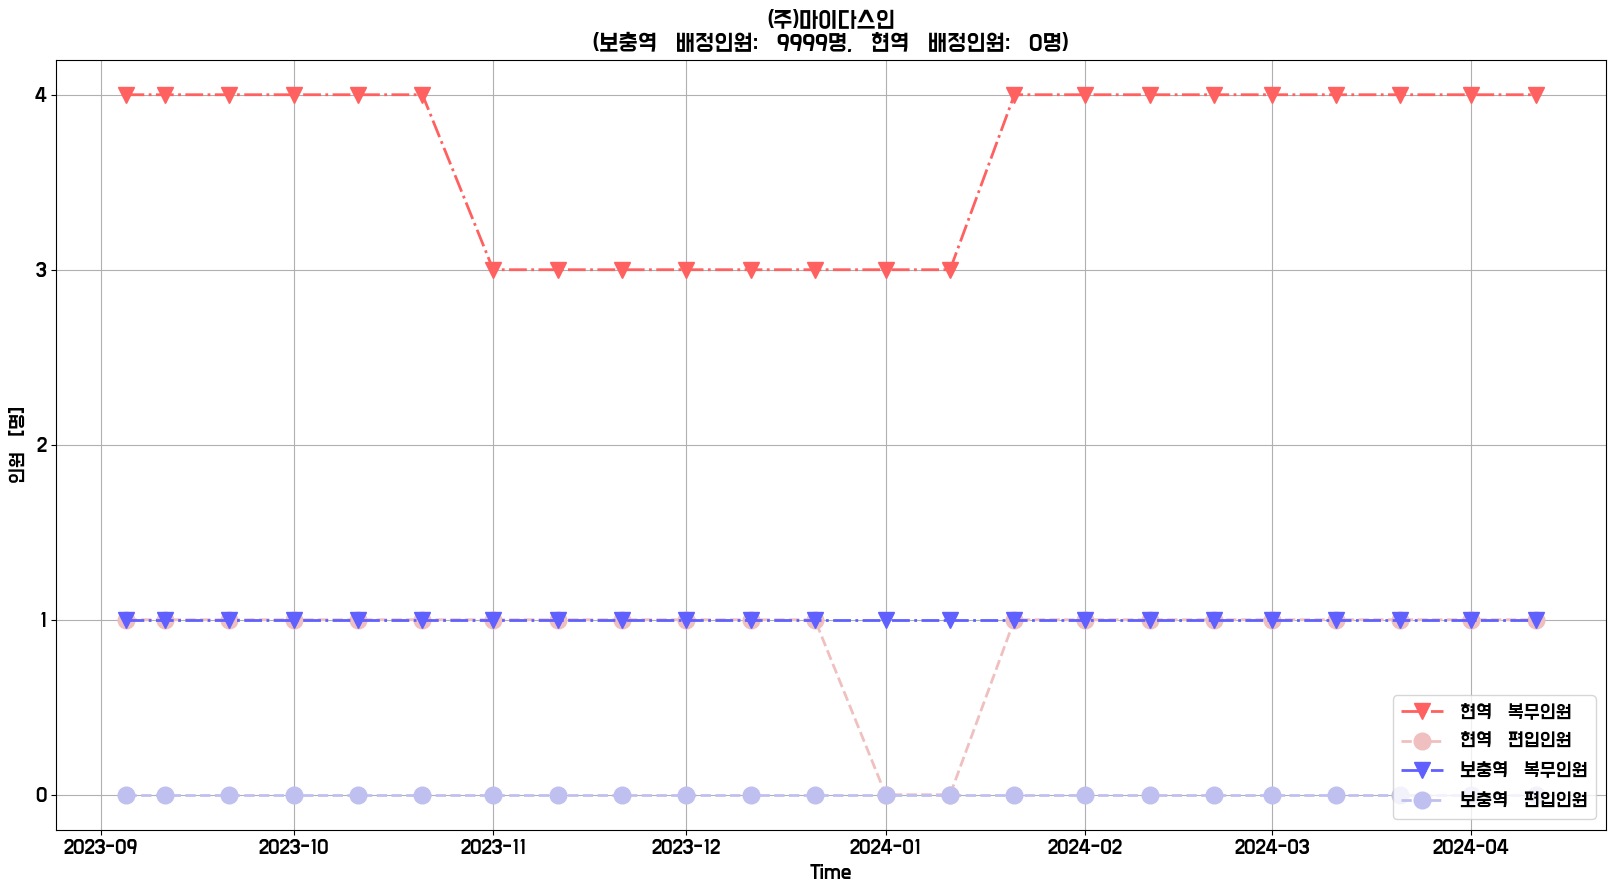 (주)마이다스인
(보충역 배정인원: 9999명, 현역 배정인원: 0명)
인원 [명]
4
3
2
1
0
현역 복무인원
현역 편입인원
보충역 복무인원
보충역 편입인원
2023-09 2023-10 2023-11 2023-12 2024-01 2024-02 2024-03 2024-04
Time